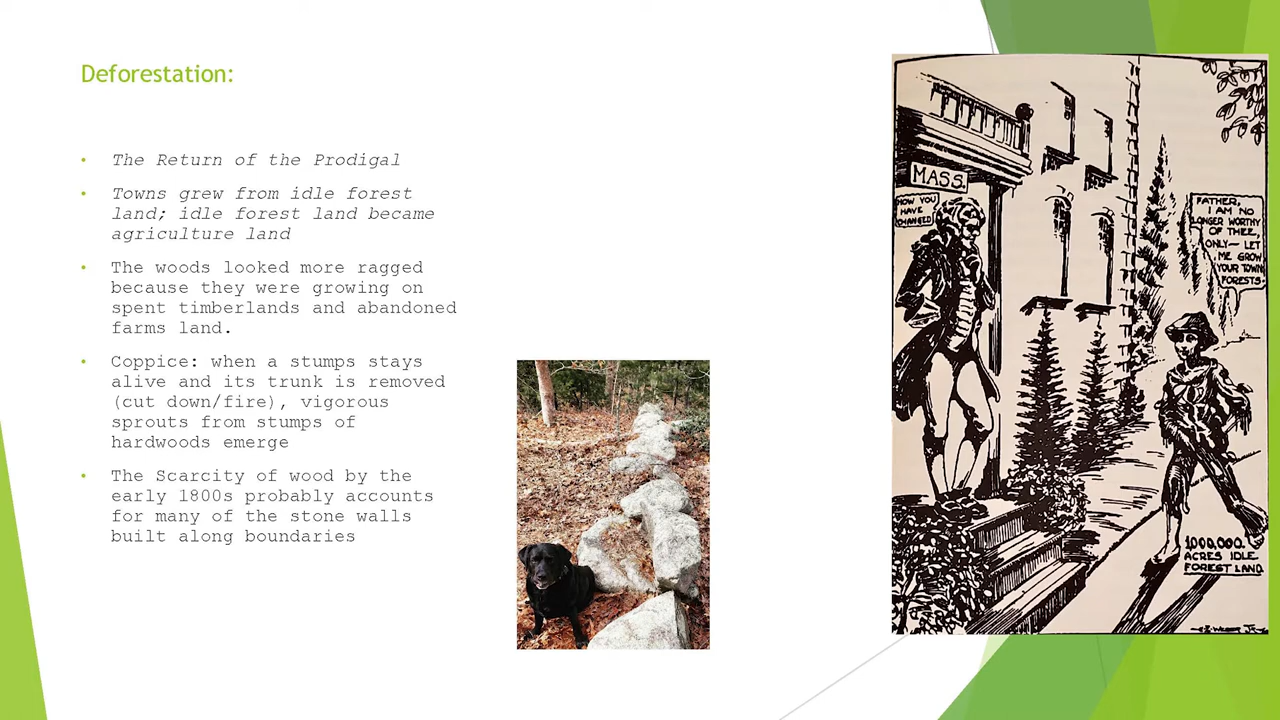 Deforestation:
• The Return of the Prodigal
• Towns grew from idle forest
land; idle forest land became
agriculture land
• The woods looked more ragged
because they were growing on
spent timberlands and abandoned
farms land.
• Coppice: when a stumps stays
alive and its trunk is removed
(cut down/fire), vigorous
sprouts from stumps of
hardwoods emerge
• The Scarcity of wood by the
early 1800s probably accounts
for many of the stone walls
built along boundaries
MASS.
HOW YOU
HAVE
CHANGED
FATHER,
I AM NO
LONGER WORTHY
OF THEE,
ONLY— LET
ME GROW
YOUR TOWN
FORESTS.
1,000,000.
ACRES IDLE
FOREST LAND.